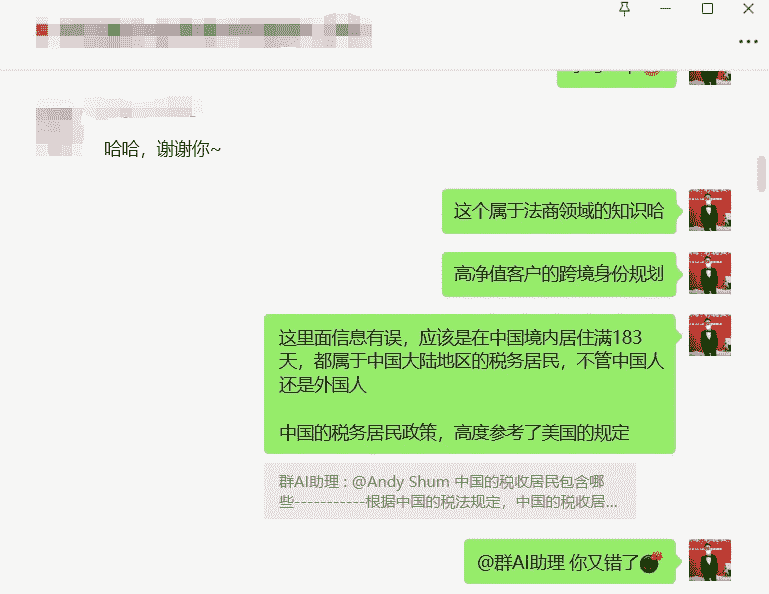 哈哈，谢谢你~
这个属于法商领域的知识哈
高净值客户的跨境身份规划
这里面信息有误，应该是在中国境内居住满183
天，都属于中国大陆地区的税务居民，不管中国人
还是外国人
中国的税务居民政策，高度参考了美国的规定
群AI助理 : @Andy Shum 中国的税收居民包含哪
些-----------根据中国的税法规定，中国的税收居...
@群AI助理 你又错了